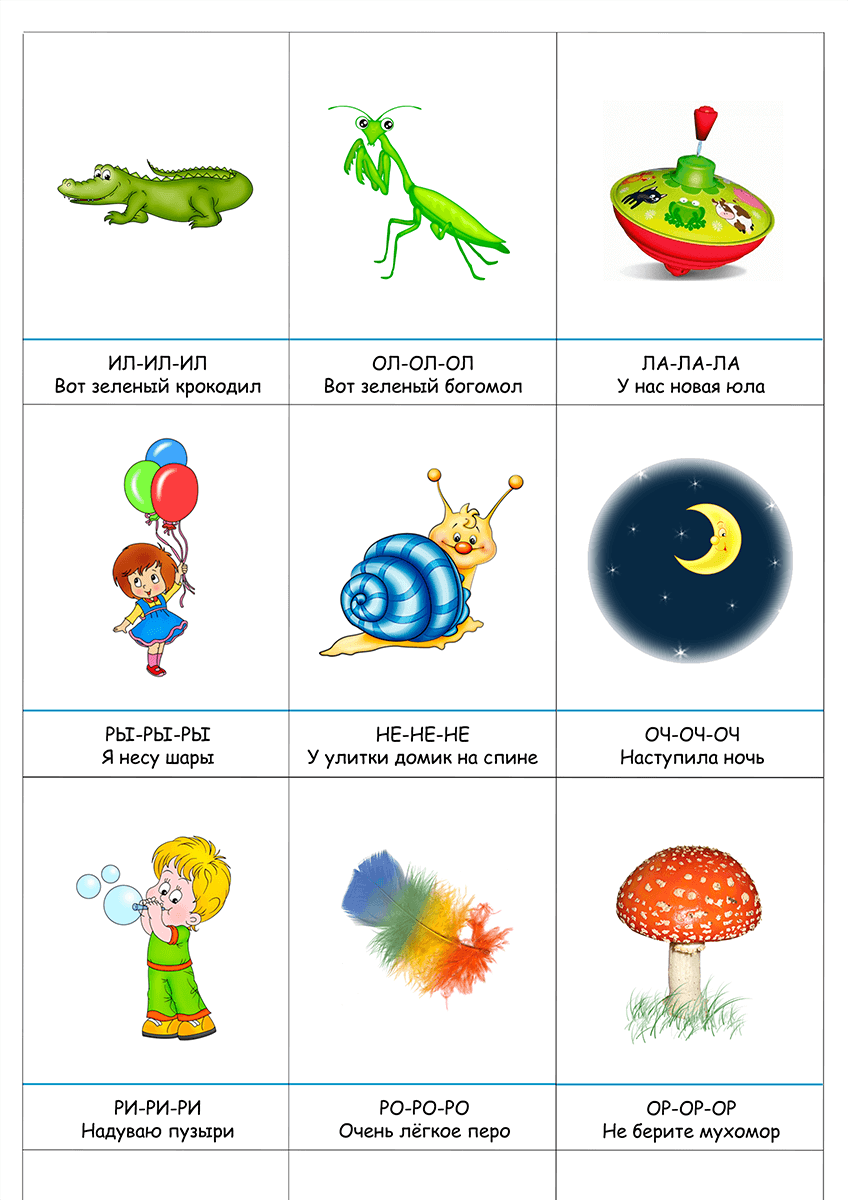 ИЛ-ИЛ-ИЛ
Вот зеленый крокодил
ОЛ-ОЛ-ОЛ
Вот зеленый богомол
ЛА-ЛА-ЛА
У нас новая юла
РЫ-РЫ-РЫ
Я несу шары
НЕ-НЕ-НЕ
У улитки домик на спине
ОЧ-ОЧ-ОЧ
Наступила ночь
РИ-РИ-РИ
Надуваю пузыри
РО-РО-РО
Очень лёгкое перо
ОР-ОР-ОР
Не берите мухомор